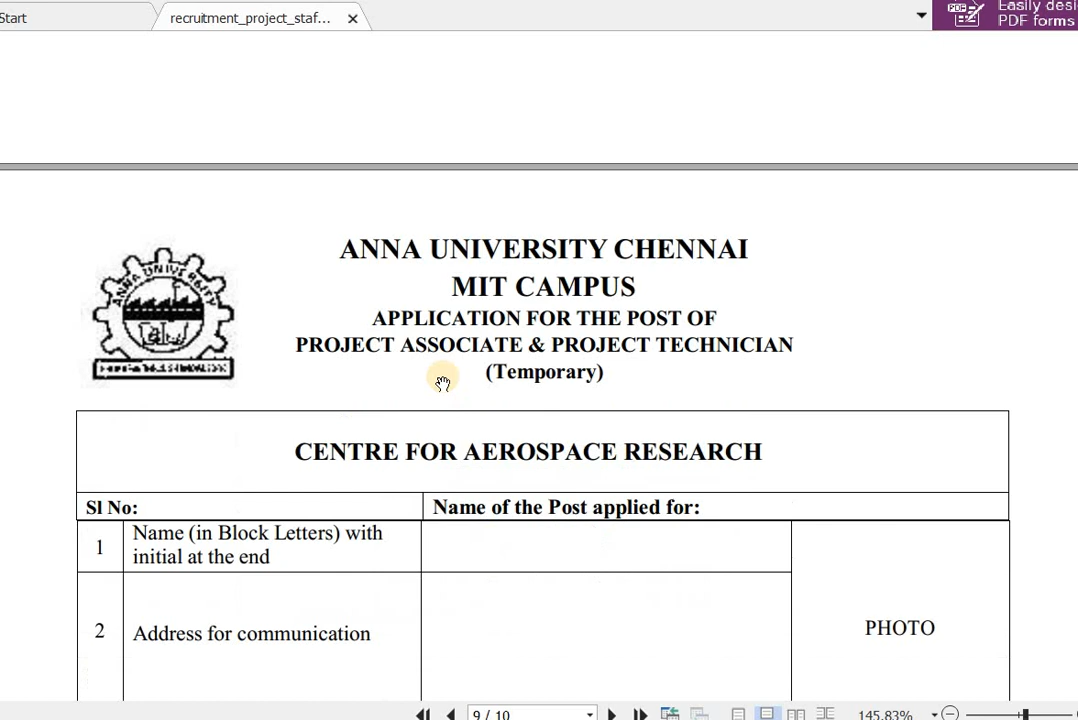 Start
recruitment_project_staf...
Easily desi
PDF forms
ANNA UNIVERSITY CHENNAI
MIT CAMPUS
APPLICATION FOR THE POST OF
PROJECT ASSOCIATE & PROJECT TECHNICIAN
(Temporary)
ANNA UNIVERSITY
CENTRE FOR AEROSPACE RESEARCH
Sl No:
Name of the Post applied for:
1
Name (in Block Letters) with
initial at the end
2
Address for communication
PHOTO
9 / 10
145.83%